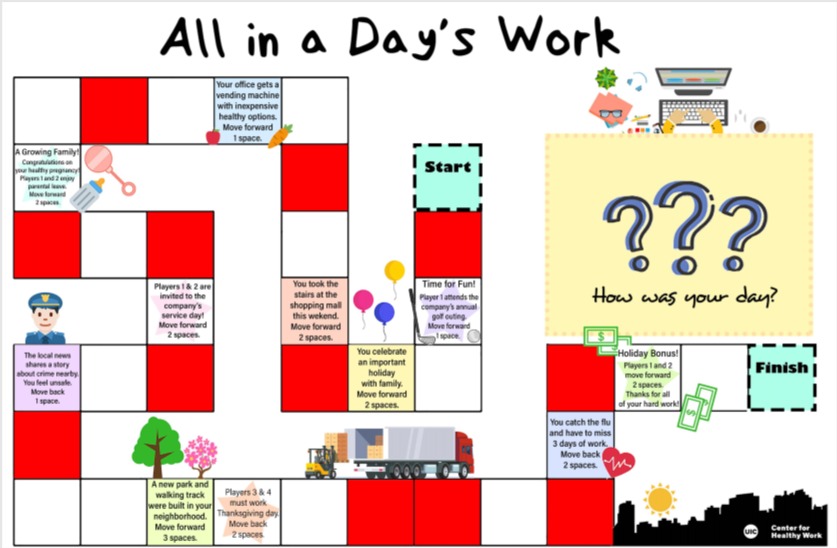 All in a Day's Work
Your office gets a
vending machine
with inexpensive
healthy options.
Move forward
1 space.
A Growing Family!
Congratulations on
your healthy pregnancy!
Players 1 and 2 enjoy
parental leave.
Move forward
2 spaces.
Start
???
How was your day?
Players 1 & 2 are
invited to the
company's
service day!
Move forward
2 spaces.
You took the
stairs at the
shopping mall
this wekend.
Move forward
2 spaces.
Time for Fun!
Player 1 attends the
company's annual
golf outing.
Move forward
1 space.
The local news
shares a story
about crime nearby.
You feel unsafe.
Move back
1 space.
You celebrate
an important
holiday
with family.
Move forward
2 spaces.
$
Holiday Bonus!
Players 1 and 2
move forward
2 spaces.
Thanks for all
of your hard work!
$
$
Finish
You catch the flu
and have to miss
3 days of work.
Move back
2 spaces.
A new park and
walking track
were built in your
neighborhood.
Move forward
3 spaces.
Players 3 & 4
must work
Thanksgiving day.
Move back
2 spaces.
UIC
Center for
Healthy Work